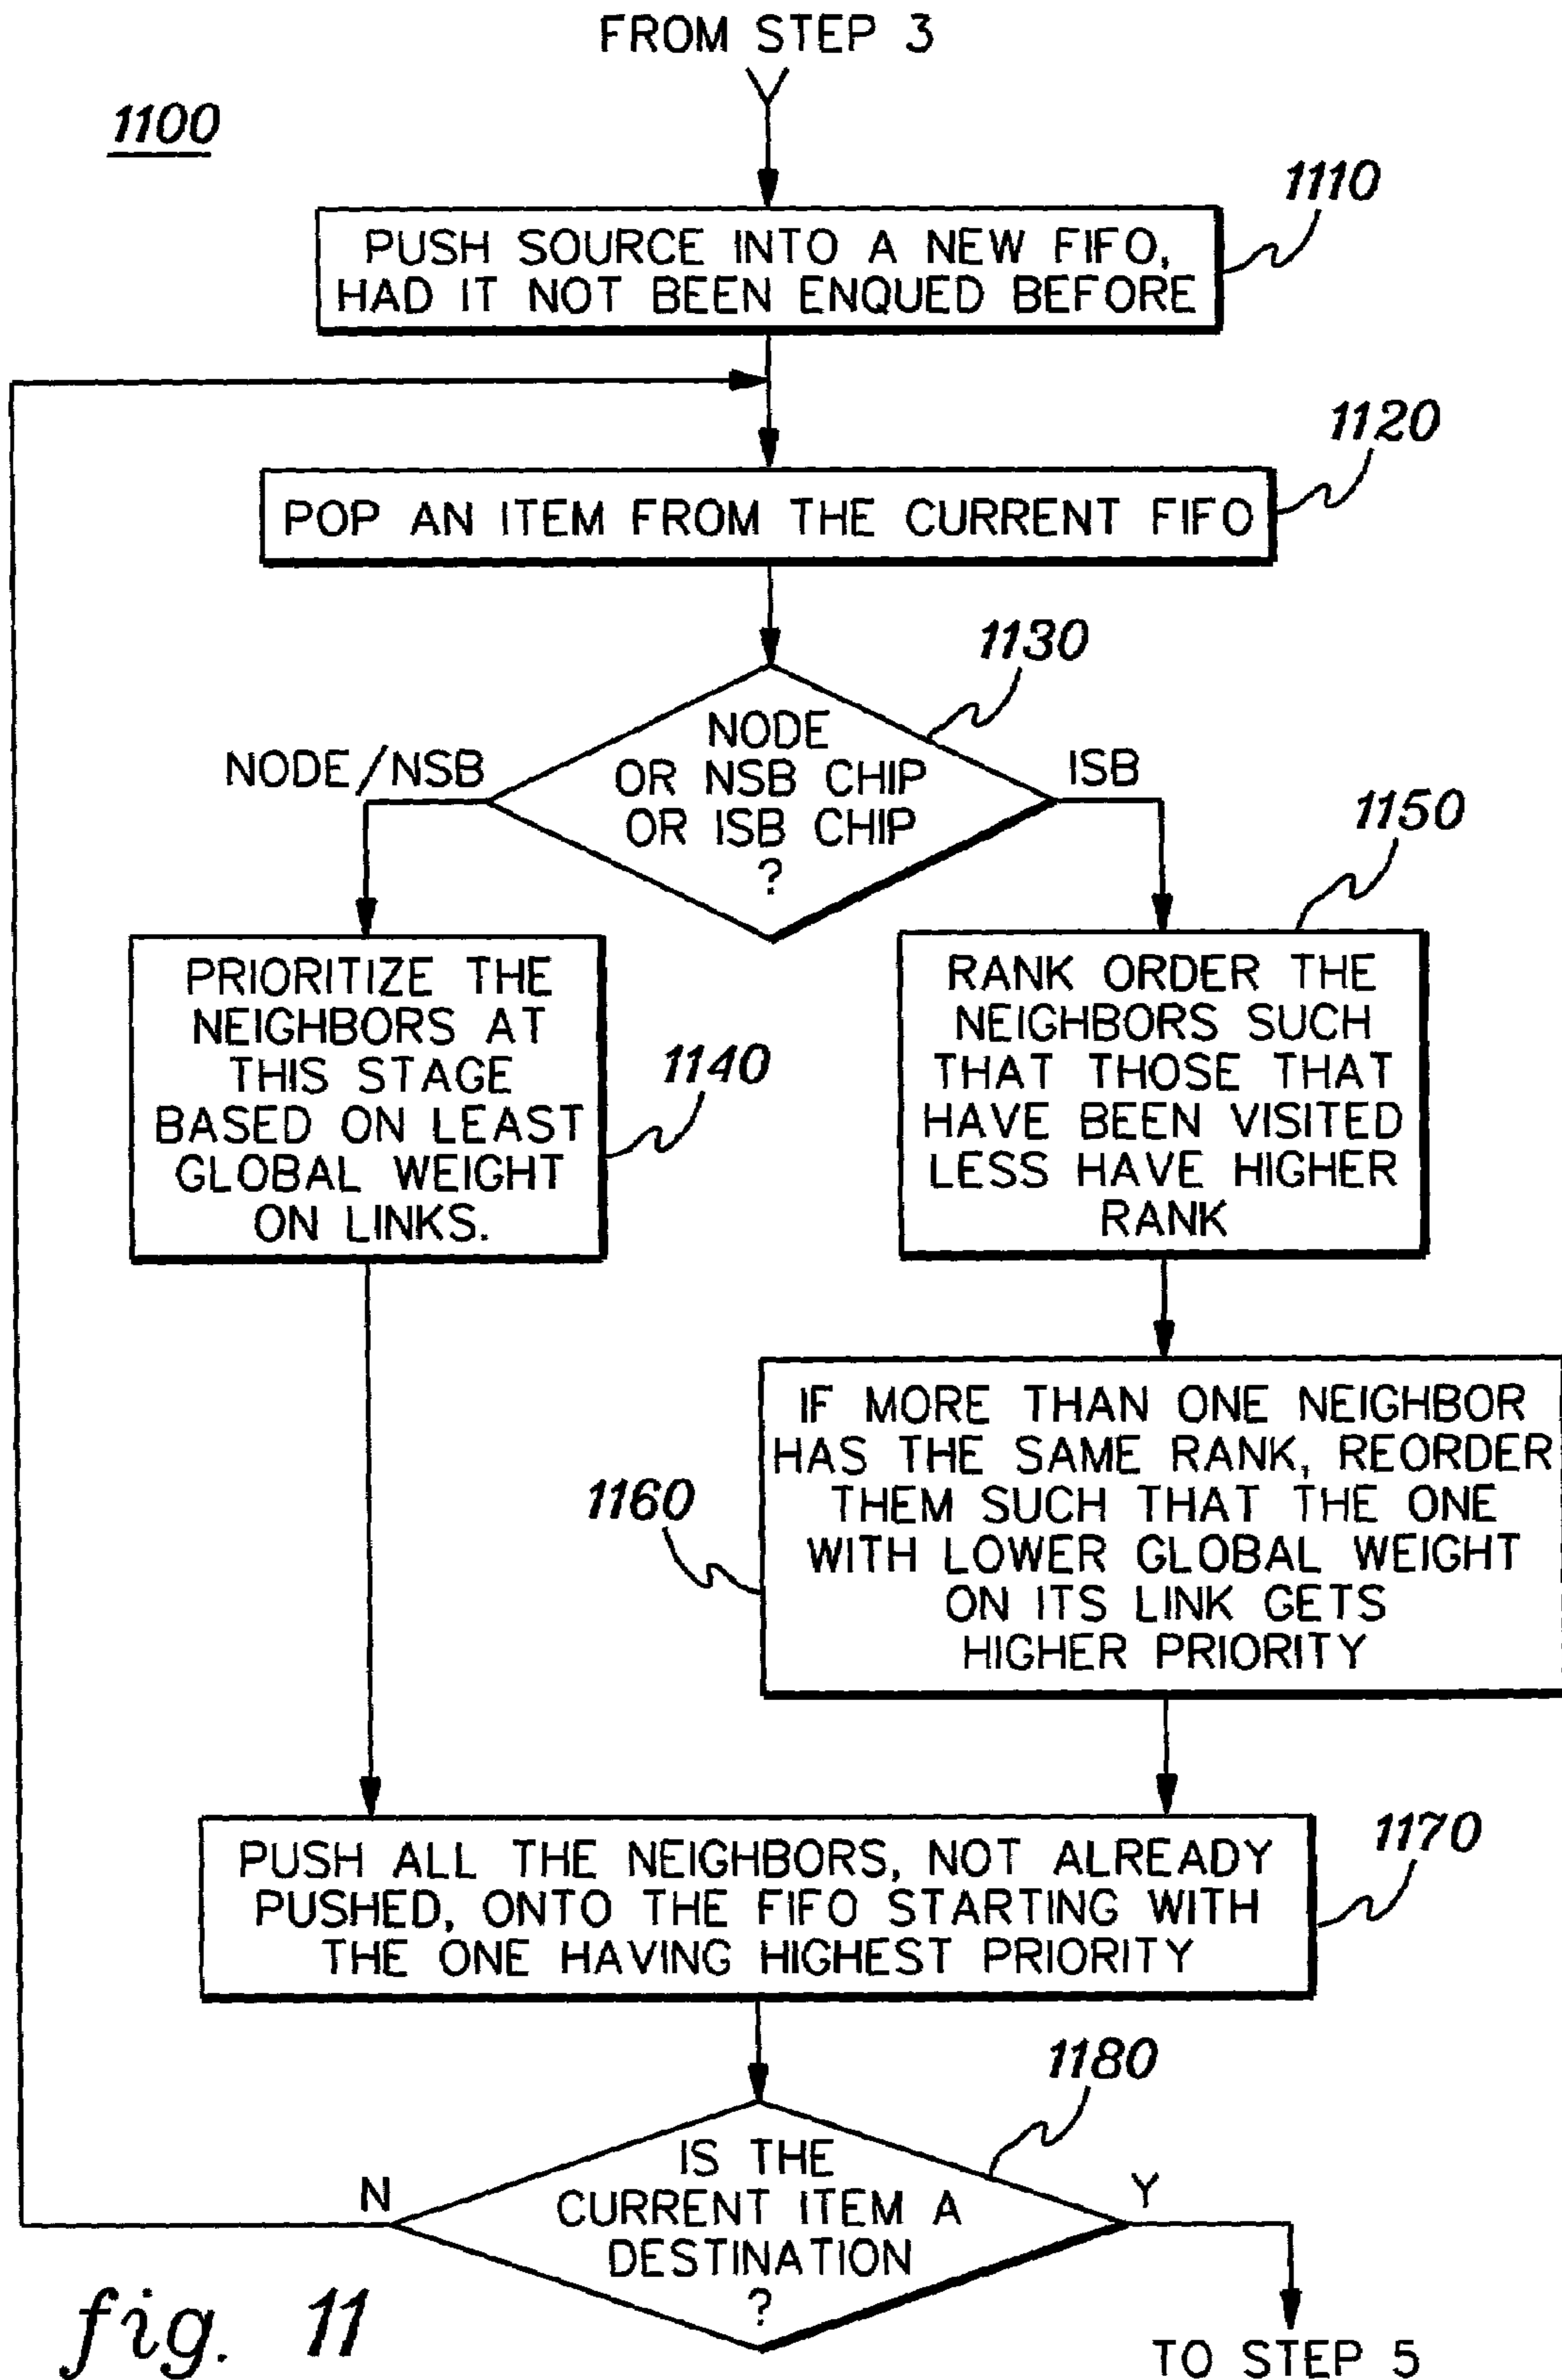 FROM STEP 3
1100
1110
PUSH SOURCE INTO A NEW FIFO,
HAD IT NOT BEEN ENQUED BEFORE
1120
POP AN ITEM FROM THE CURRENT FIFO
1130
NODE
OR NSB CHIP
OR ISB CHIP
?
NODE/NSB
ISB
1150
PRIORITIZE THE
NEIGHBORS AT
THIS STAGE
BASED ON LEAST
GLOBAL WEIGHT
ON LINKS.
1140
RANK ORDER THE
NEIGHBORS SUCH
THAT THOSE THAT
HAVE BEEN VISITED
LESS HAVE HIGHER
RANK
IF MORE THAN ONE NEIGHBOR
HAS THE SAME RANK, REORDER
THEM SUCH THAT THE ONE
WITH LOWER GLOBAL WEIGHT
ON ITS LINK GETS
HIGHER PRIORITY
1160
1170
PUSH ALL THE NEIGHBORS, NOT ALREADY
PUSHED, ONTO THE FIFO STARTING WITH
THE ONE HAVING HIGHEST PRIORITY
1180
IS THE
CURRENT ITEM A
DESTINATION
?
N
Y
TO STEP 5
fig. 11